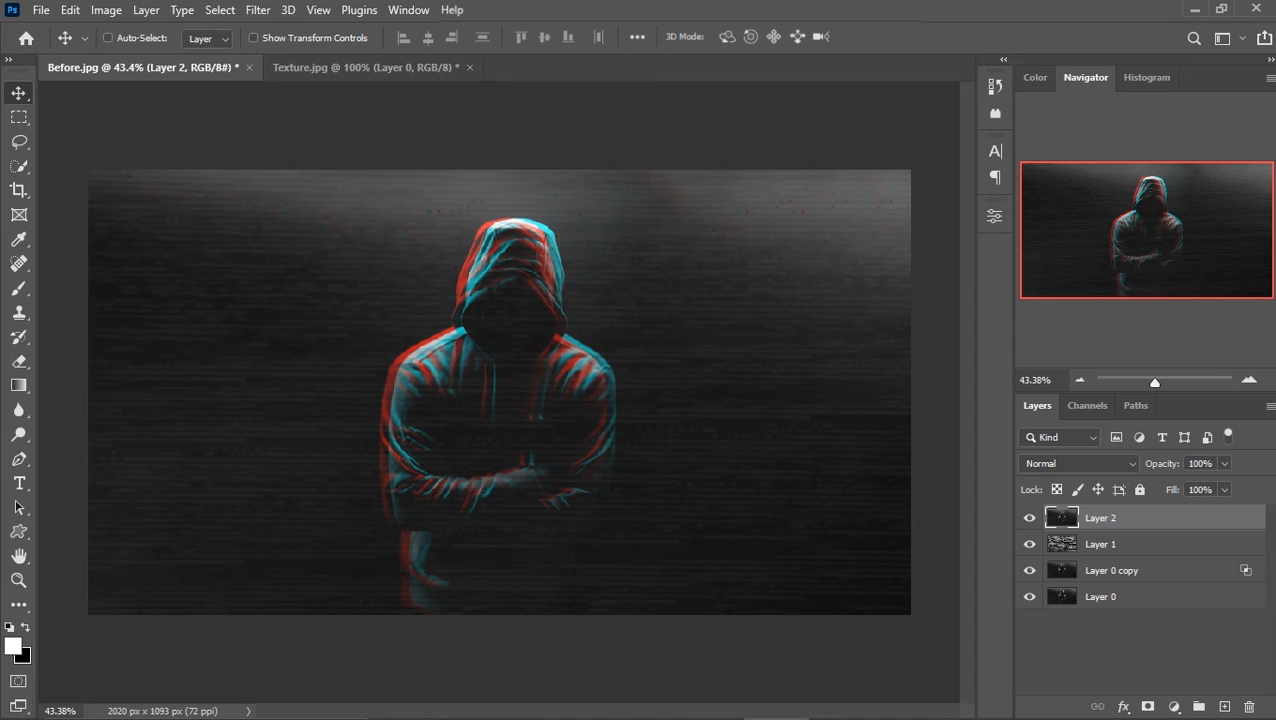 Ps File Edit Image Layer Type Select Filter 3D View Plugins Window Help
Auto-Select: Layer Show Transform Controls 3D Mode:
Before.jpg @ 43.4% (Layer 2, RGB/8#) * Texture.jpg @ 100% (Layer 0, RGB/8) *
Color Navigator Histogram
43.38%
Layers Channels Paths
Kind
Normal Opacity: 100%
Lock: Fill: 100%
Layer 2
Layer 1
Layer 0 copy
Layer 0
43.38% 2020 px x 1093 px (72 ppi)